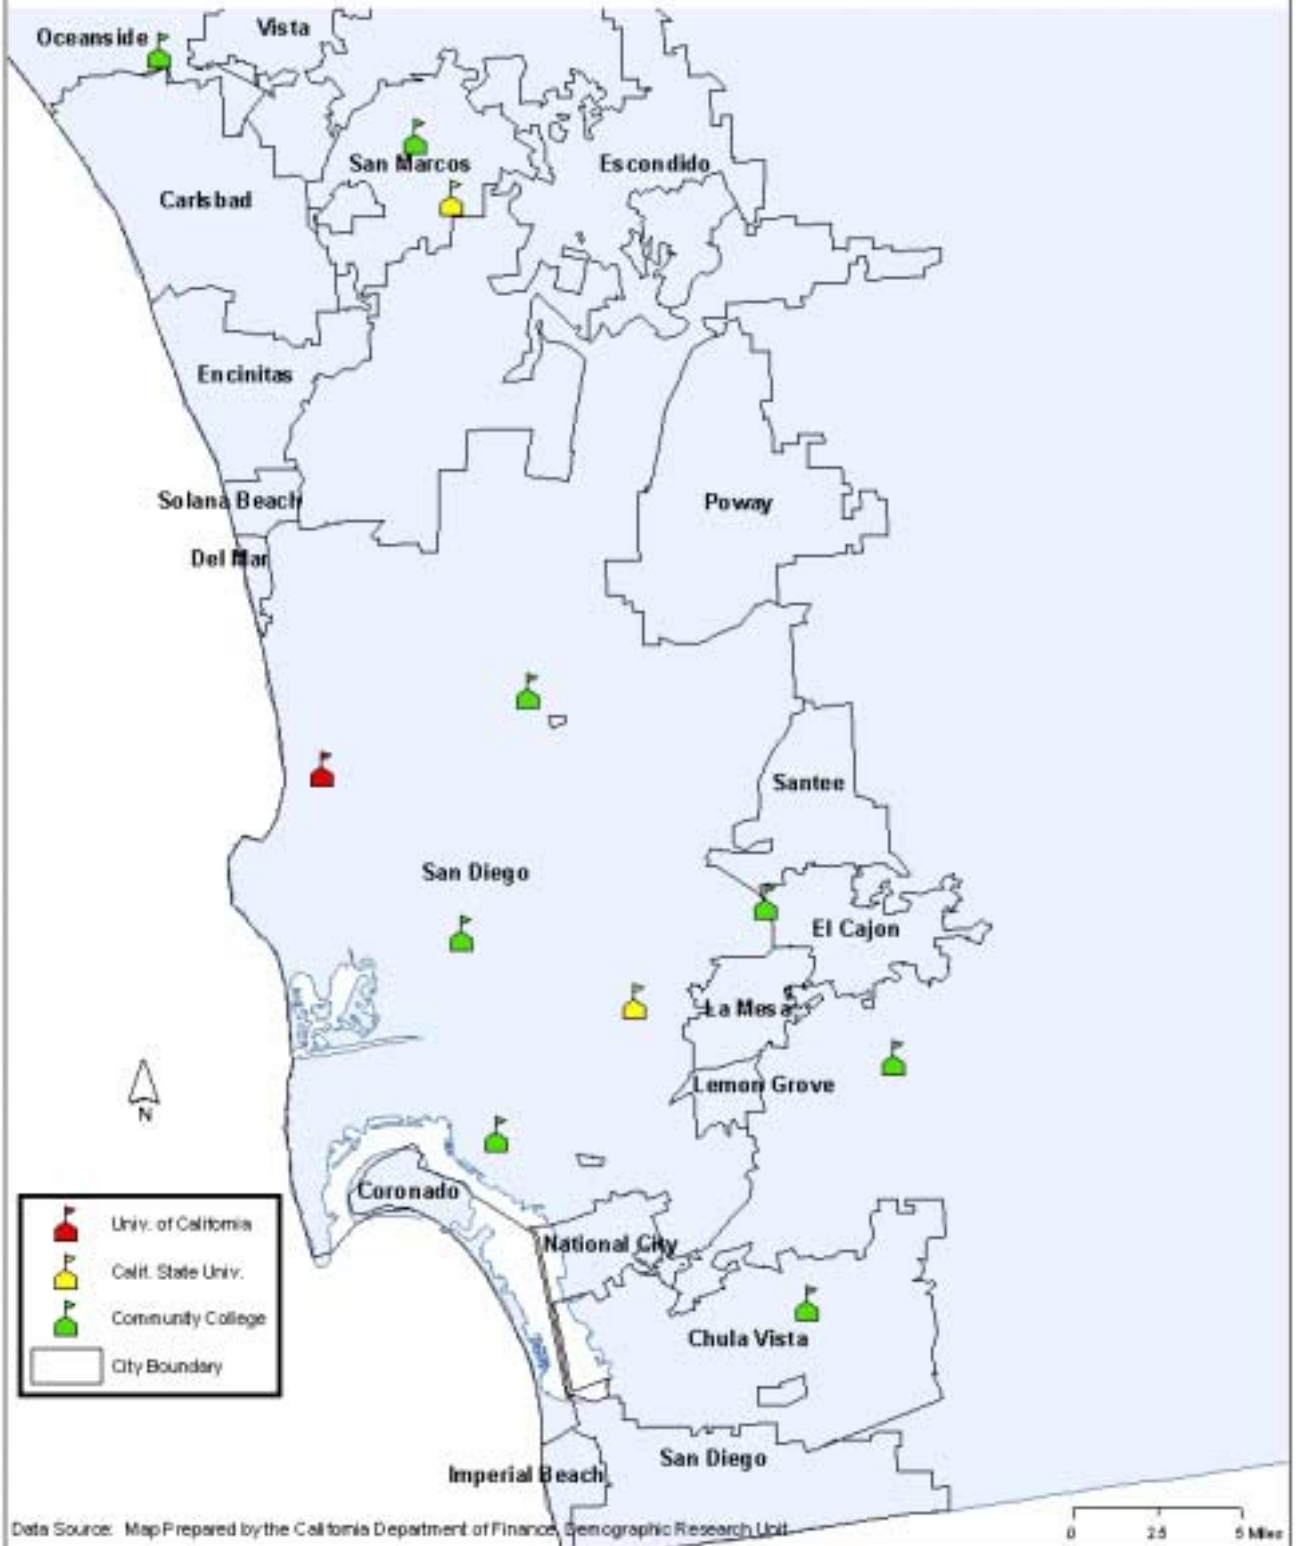 Vista
Oceanside
San Marcos
Escondido
Carlsbad
Encinitas
Solana Beach
Poway
Del Mar
Santee
San Diego
El Cajon
La Mesa
Lemon Grove
N
Coronado
Univ. of California
National City
Calif. State Univ.
Community College
Chula Vista
City Boundary
San Diego
Imperial Beach
Data Source: Map Prepared by the California Department of Finance, Demographic Research Unit
0 2.5 5 Miles